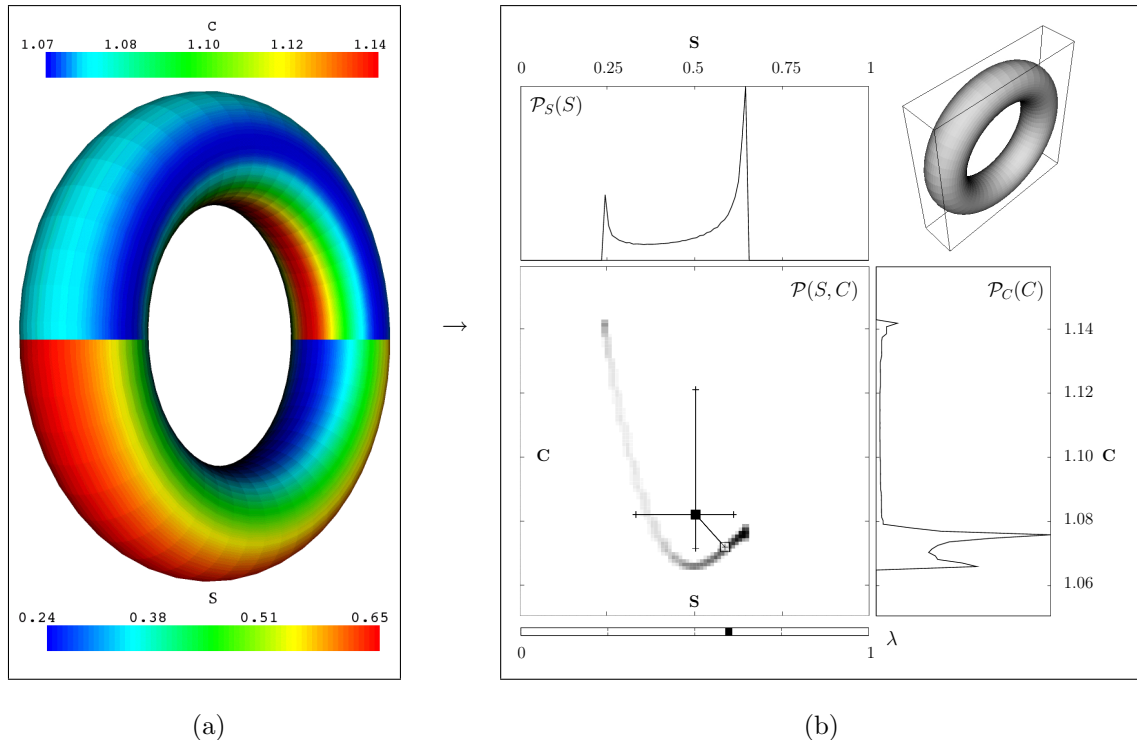 C
1.07 1.08 1.10 1.12 1.14
S
0.24 0.38 0.51 0.65
(a)
→
S
0 0.25 0.5 0.75 1
𝒫_S(S)
𝒫(S, C)
C
S
0 1
λ
𝒫_C(C)
1.14
1.12
1.10 C
1.08
1.06
(b)